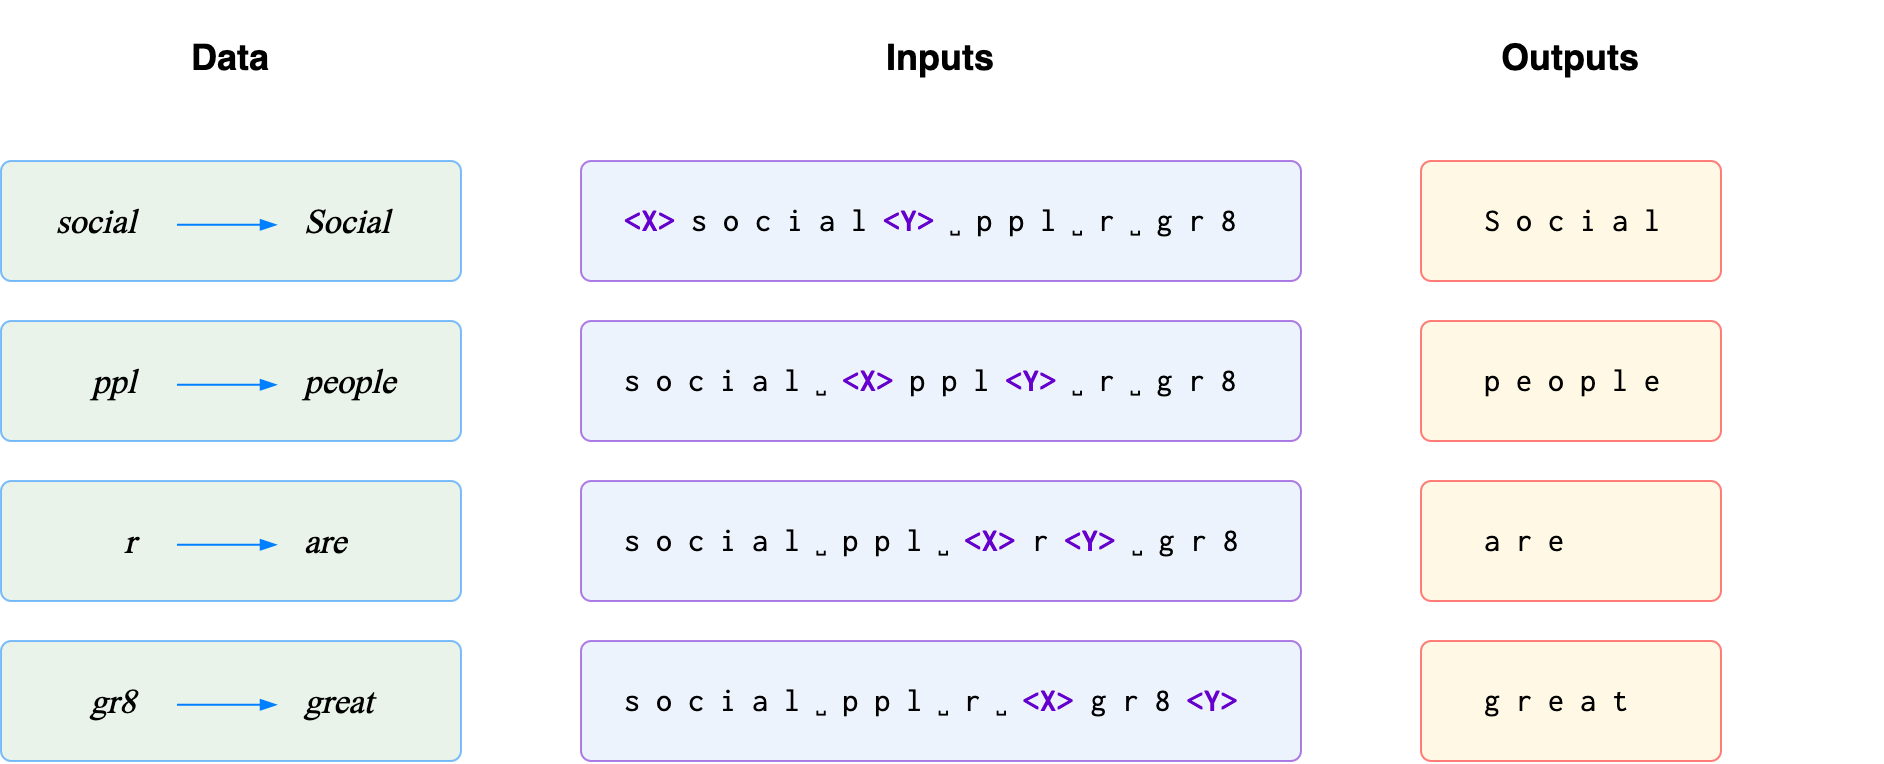 Data Inputs Outputs
social Social <X> s o c i a l <Y> ␣ p p l ␣ r ␣ g r 8 S o c i a l
ppl people s o c i a l ␣ <X> p p l <Y> ␣ r ␣ g r 8 p e o p l e
r are s o c i a l ␣ p p l ␣ <X> r <Y> ␣ g r 8 a r e
gr8 great s o c i a l ␣ p p l ␣ r ␣ <X> g r 8 <Y> g r e a t